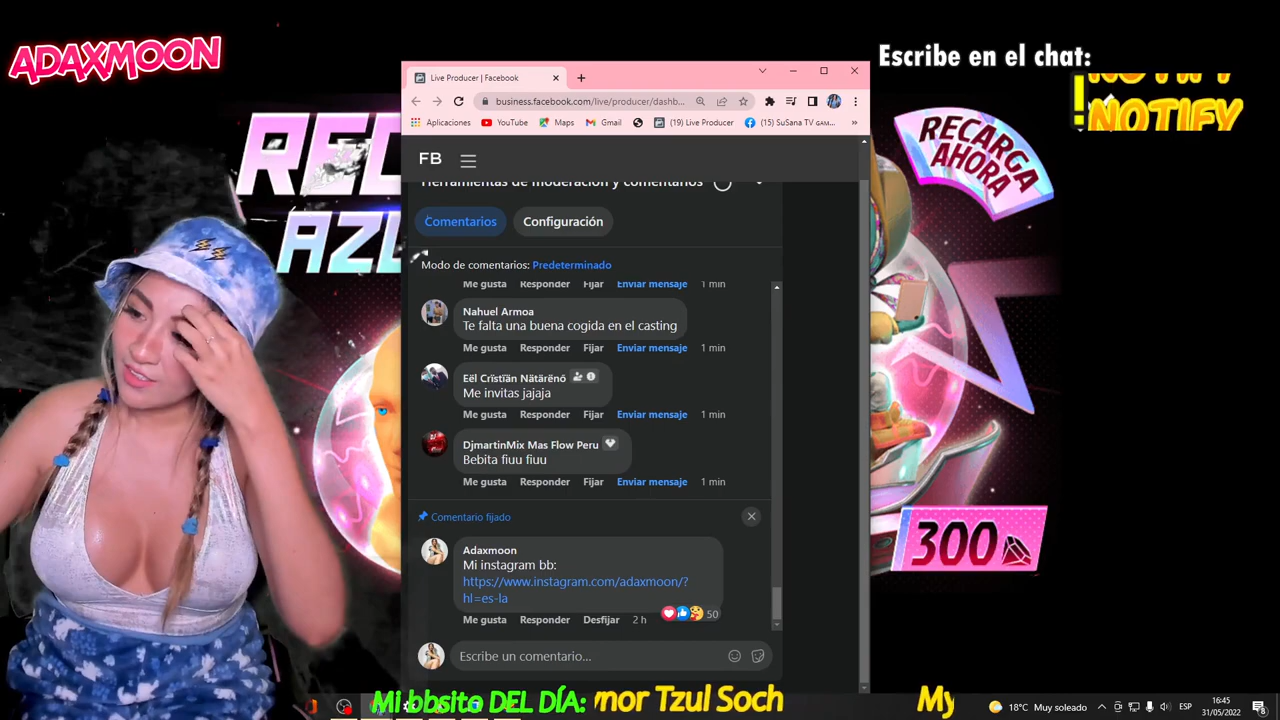 ADAXMOON
Escribe en el chat:
!NOTIFY
RECARGA
AHORA
300
Live Producer | Facebook
business.facebook.com/live/producer/dashb...
Aplicaciones
YouTube
Maps
Gmail
(19) Live Producer
(15) SuSana TV GAM...
FB
Herramientas de moderación y comentarios
Comentarios
Configuración
Modo de comentarios: Predeterminado
Me gusta Responder Fijar Enviar mensaje 1 min
Nahuel Armoa
Te falta una buena cogida en el casting
Me gusta Responder Fijar Enviar mensaje 1 min
Eël Crïstïän Nätärënö
Me invitas jajaja
Me gusta Responder Fijar Enviar mensaje 1 min
DjmartinMix Mas Flow Peru
Bebita fiuu fiuu
Me gusta Responder Fijar Enviar mensaje 1 min
Comentario fijado
Adaxmoon
Mi instagram bb:
https://www.instagram.com/adaxmoon/?
hl=es-la
50
Me gusta Responder Desfijar 2 h
Escribe un comentario...
Mi bbsito DEL DÍA: mor Tzul Soch My
18°C Muy soleado
ESP
16:45
31/05/2022
8